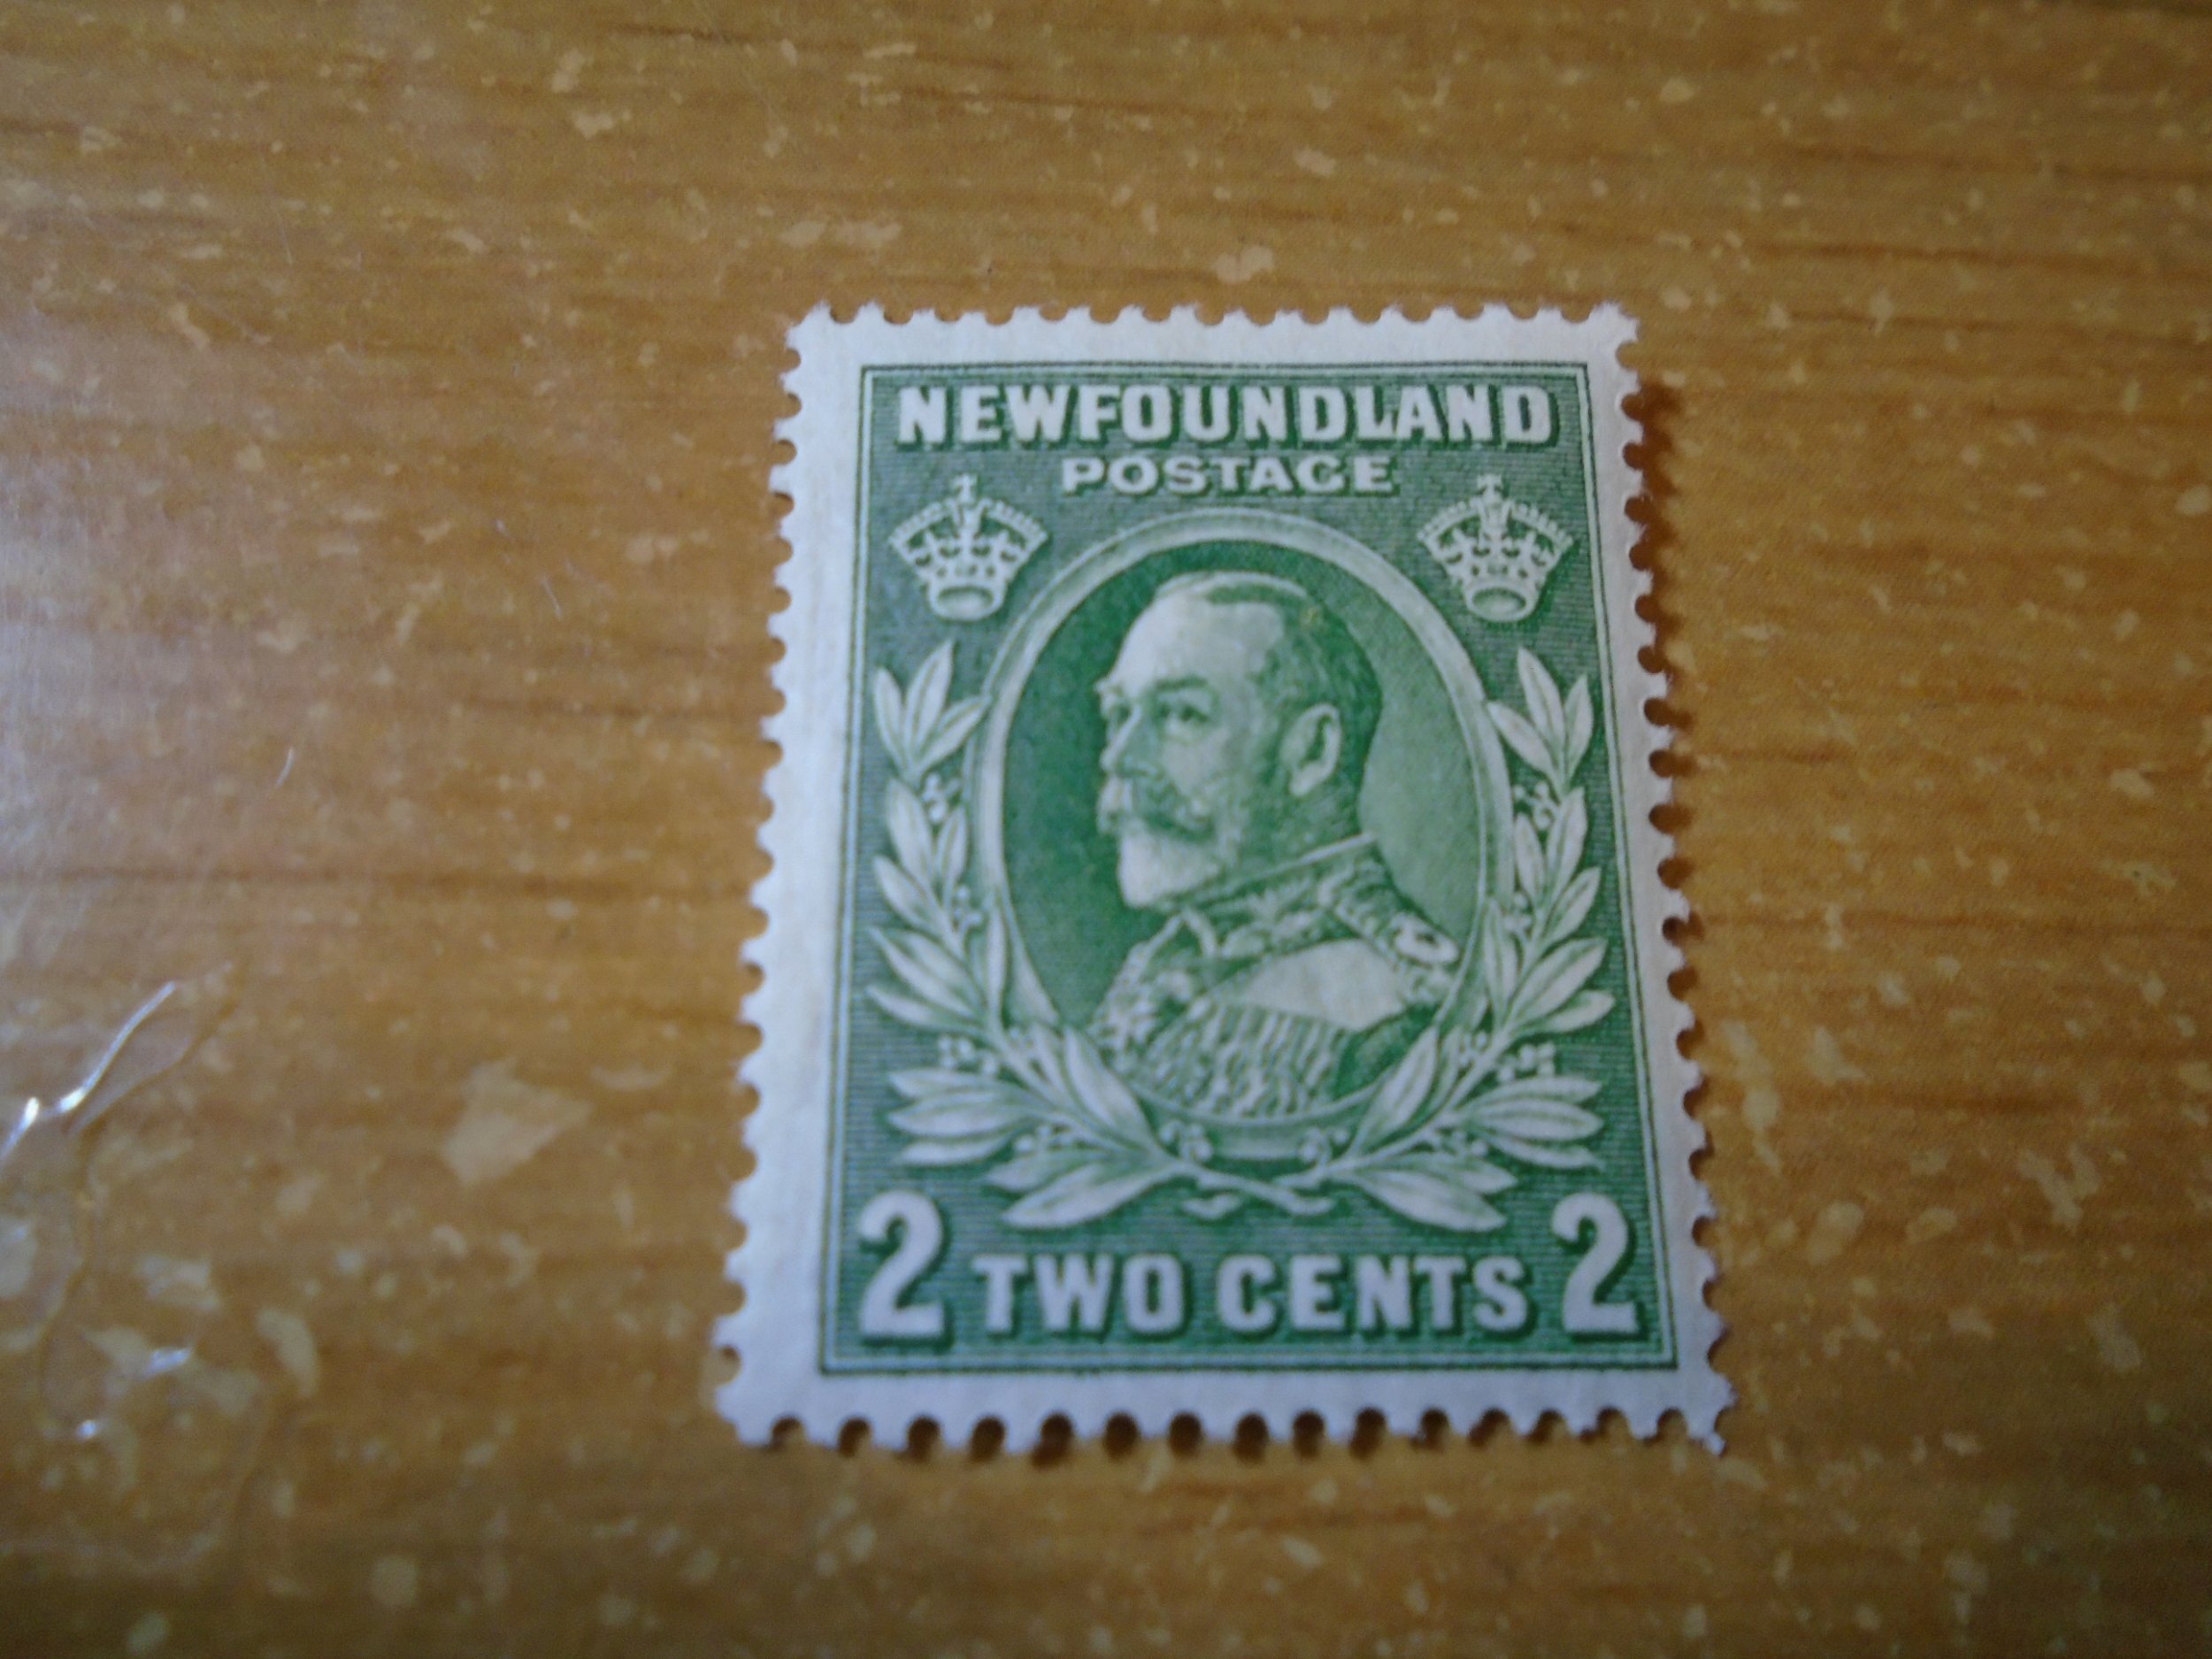 NEWFOUNDLAND
POSTAGE
2 TWO CENTS 2